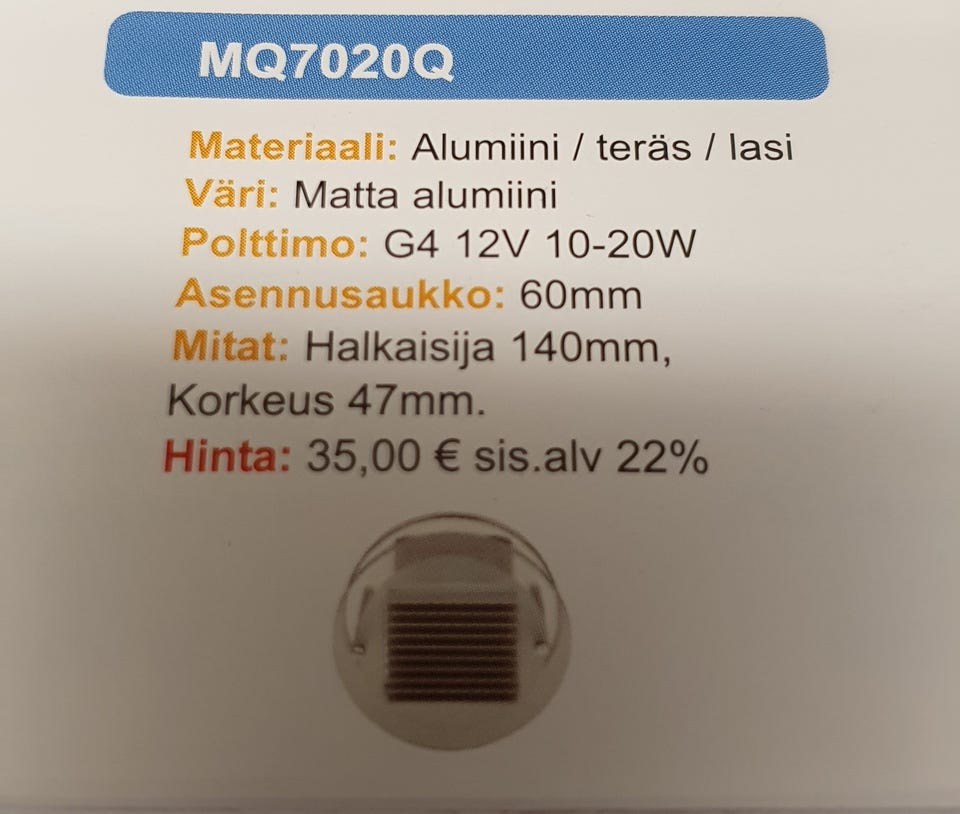 MQ7020Q
Materiaali: Alumiini / teräs / lasi
Väri: Matta alumiini
Polttimo: G4 12V 10-20W
Asennusaukko: 60mm
Mitat: Halkaisija 140mm,
Korkeus 47mm.
Hinta: 35,00 € sis.alv 22%